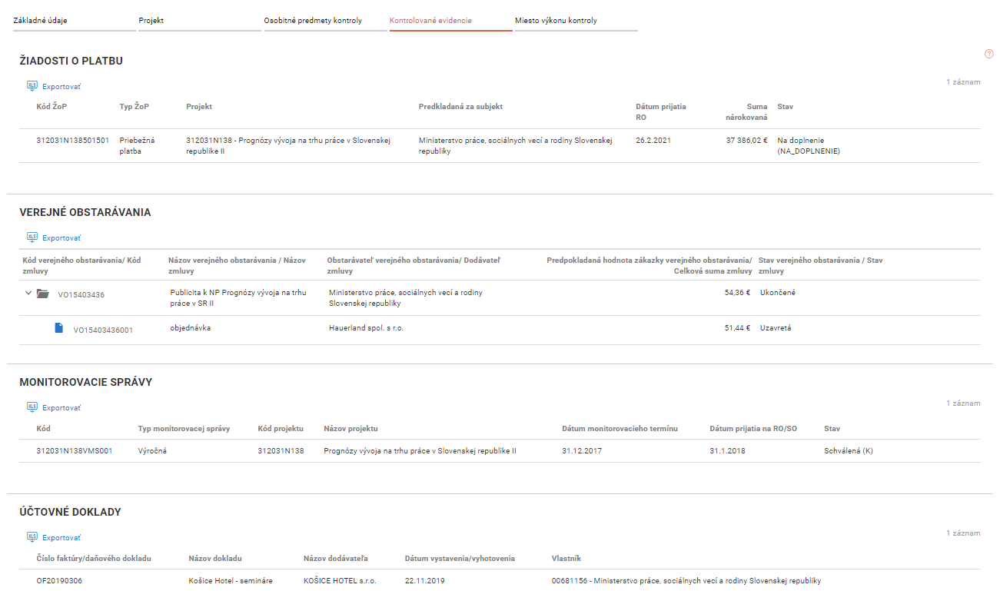 Základné údaje Projekt Osobitné predmety kontroly Kontrolované evidencie Miesto výkonu kontroly
ŽIADOSTI O PLATBU
?
XLS Exportovať 1 záznam
Kód ŽoP Typ ŽoP Projekt Predkladaná za subjekt Dátum prijatia Suma Stav
RO nárokovaná
312031N138501501 Priebežná 312031N138 - Prognózy vývoja na trhu práce v Slovenskej Ministerstvo práce, sociálnych vecí a rodiny Slovenskej 26.2.2021 37 386,02 € Na doplnenie
platba republike II republiky (NA_DOPLNENIE)
VEREJNÉ OBSTARÁVANIA
XLS Exportovať
Kód verejného obstarávania/ Kód Názov verejného obstarávania / Názov Obstarávateľ verejného obstarávania/ Dodávateľ Predpokladaná hodnota zákazky verejného obstarávania/ Stav verejného obstarávania / Stav
zmluvy zmluvy zmluvy Celková suma zmluvy zmluvy
VO15403436 Publicita k NP Prognózy vývoja na trhu Ministerstvo práce, sociálnych vecí a rodiny 54,36 € Ukončené
práce v SR II Slovenskej republiky
VO15403436001 objednávka Hauerland spol. s r.o. 51,44 € Uzavretá
MONITOROVACIE SPRÁVY
XLS Exportovať 1 záznam
Kód Typ monitorovacej správy Kód projektu Názov projektu Dátum monitorovacieho termínu Dátum prijatia na RO/SO Stav
312031N138VMS001 Výročná 312031N138 Prognózy vývoja na trhu práce v Slovenskej republike II 31.12.2017 31.1.2018 Schválená (K)
ÚČTOVNÉ DOKLADY
XLS Exportovať 1 záznam
Číslo faktúry/daňového dokladu Názov dokladu Názov dodávateľa Dátum vystavenia/vyhotovenia Vlastník
OF20190306 Košice Hotel - semináre KOŠICE HOTEL s.r.o. 22.11.2019 00681156 - Ministerstvo práce, sociálnych vecí a rodiny Slovenskej republiky